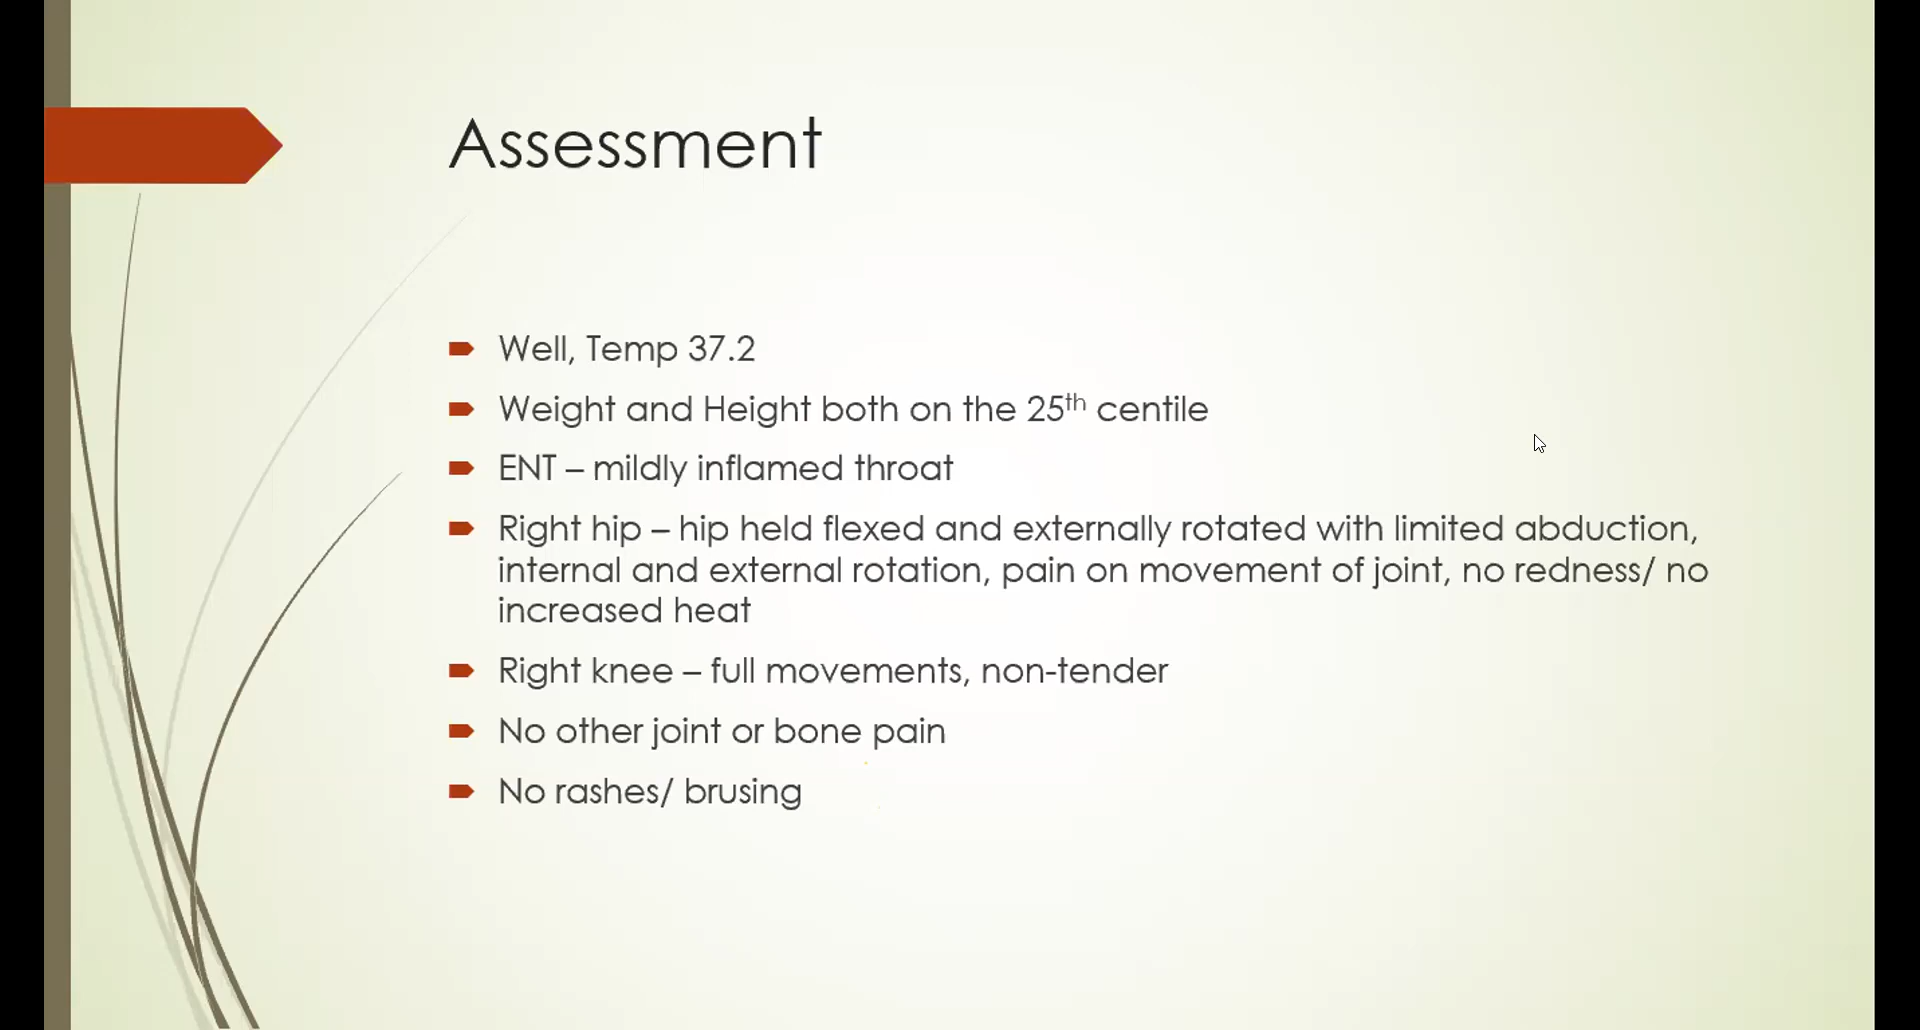 Assessment
Well, Temp 37.2
Weight and Height both on the 25th centile
ENT – mildly inflamed throat
Right hip – hip held flexed and externally rotated with limited abduction,
internal and external rotation, pain on movement of joint, no redness/ no
increased heat
Right knee – full movements, non-tender
No other joint or bone pain
No rashes/ brusing